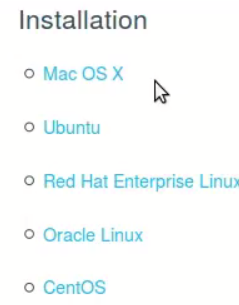 Installation
Mac OS X
Ubuntu
Red Hat Enterprise Linux
Oracle Linux
CentOS